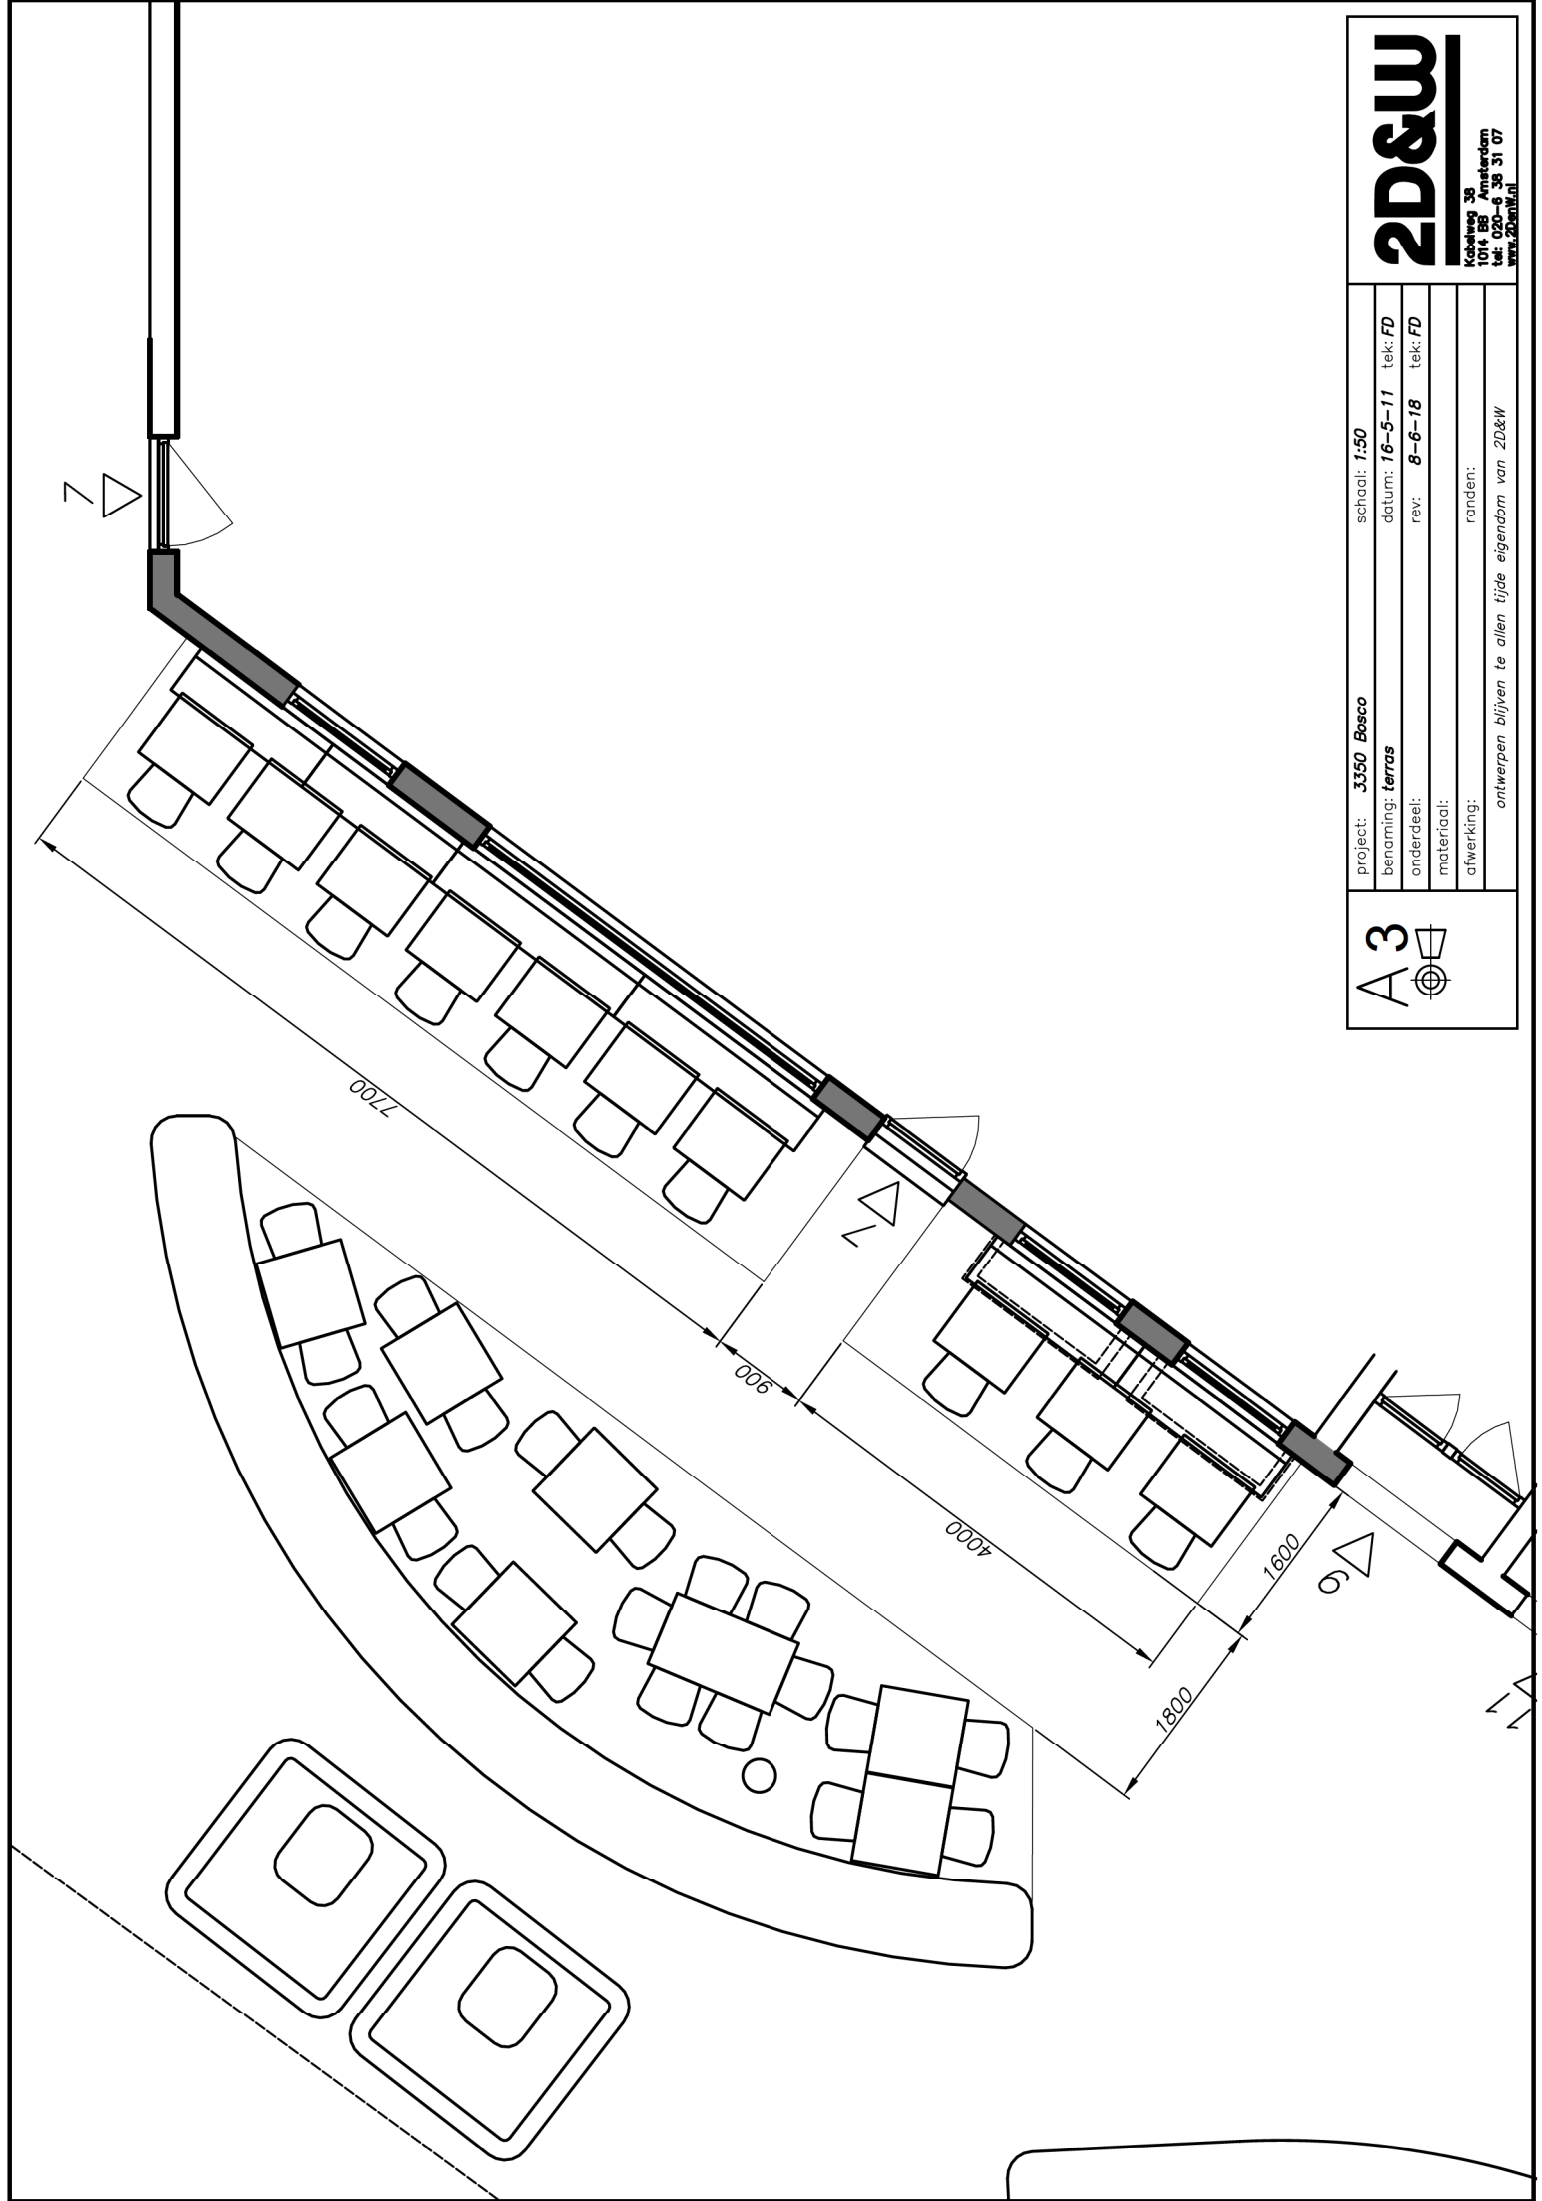 7
7700
7
900
4000
1600
1800
6
11
A3
project: 3350 Bosco schaal: 1:50
benaming: terras datum: 16-5-11 tek: FD
onderdeel: rev: 8-6-18 tek: FD
materiaal:
afwerking: randen:
ontwerpen blijven te allen tijde eigendom van 2D&W
2D&W
Kabelweg 38
1014 BB Amsterdam
tel: 020-6 38 31 07
www.2DenW.nl